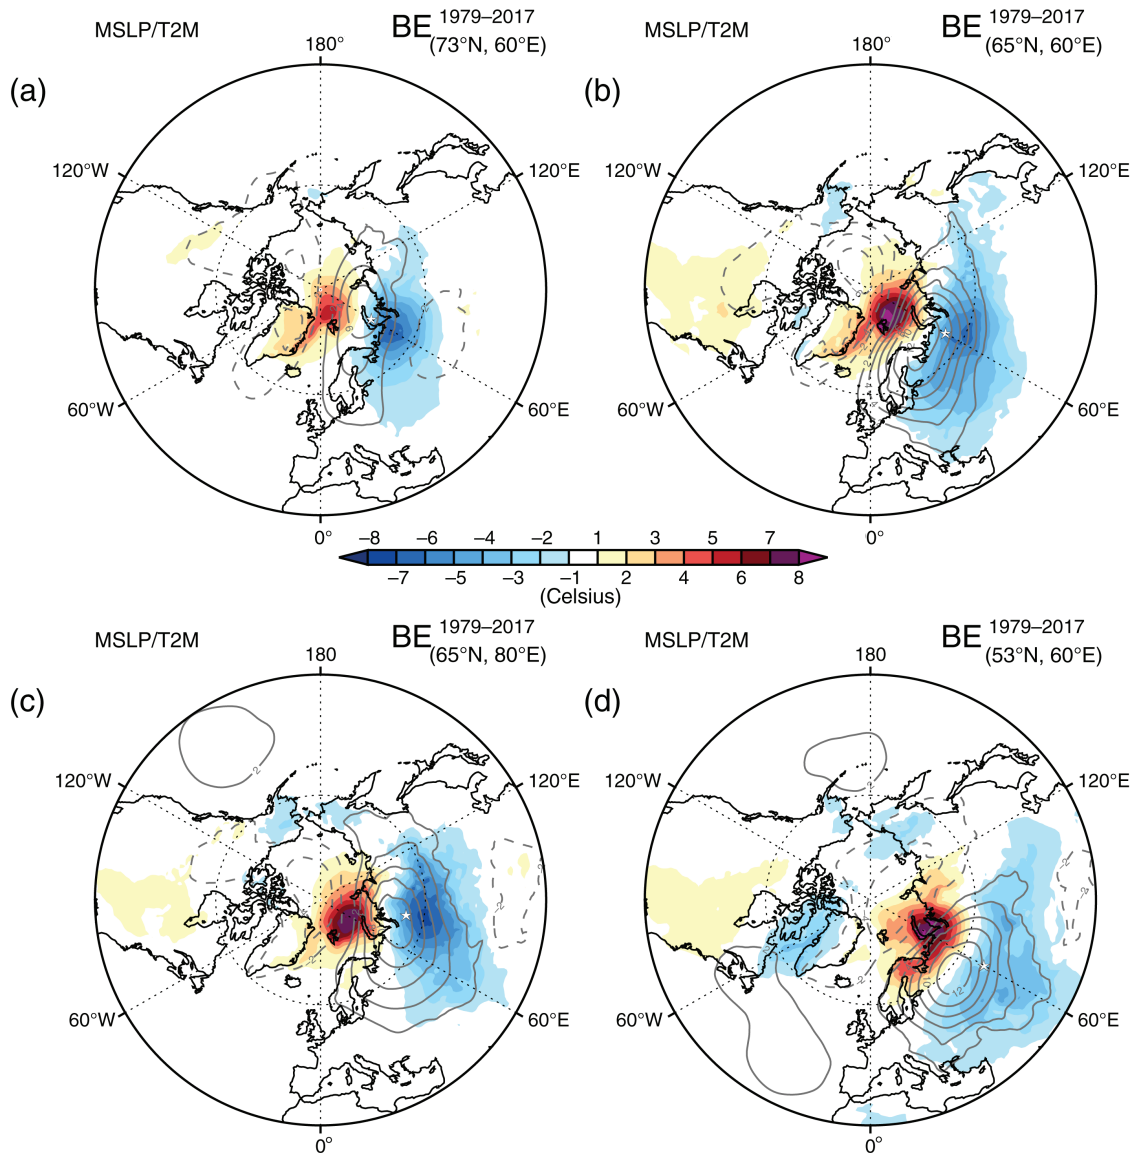 MSLP/T2M
BE 1979–2017
(73°N, 60°E)
(a)
180°
120°W
120°E
60°W
60°E
0°
MSLP/T2M
BE 1979–2017
(65°N, 60°E)
(b)
180°
120°W
120°E
60°W
60°E
0°
−8 −6 −4 −2 1 3 5 7
−7 −5 −3 −1 2 4 6 8
(Celsius)
MSLP/T2M
BE 1979–2017
(65°N, 80°E)
(c)
180
120°W
120°E
60°W
60°E
0°
MSLP/T2M
BE 1979–2017
(53°N, 60°E)
(d)
180
120°W
120°E
12
60°W
60°E
0°